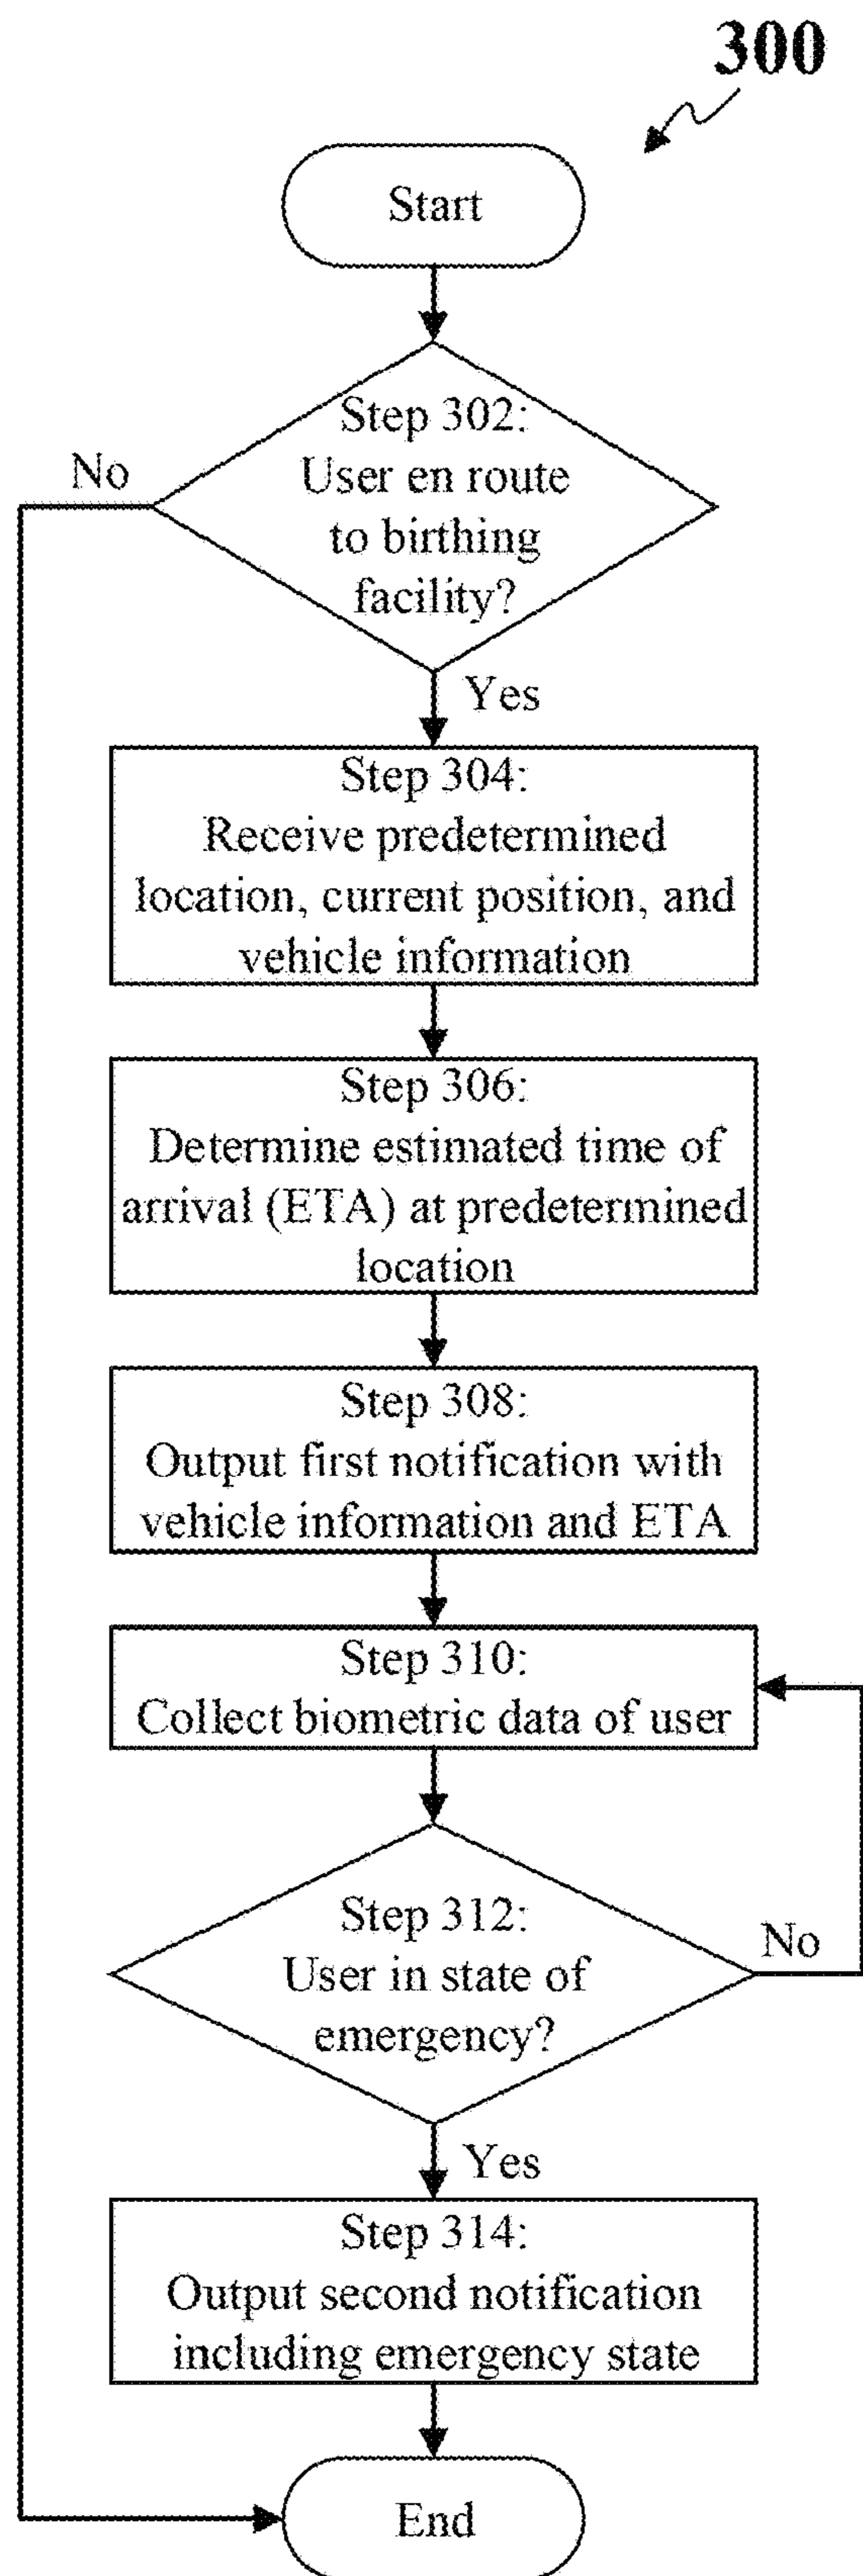 300
Start
Step 302:
User en route
to birthing
facility?
No
Yes
Step 304:
Receive predetermined
location, current position, and
vehicle information
Step 306:
Determine estimated time of
arrival (ETA) at predetermined
location
Step 308:
Output first notification with
vehicle information and ETA
Step 310:
Collect biometric data of user
Step 312:
User in state of
emergency?
No
Yes
Step 314:
Output second notification
including emergency state
End